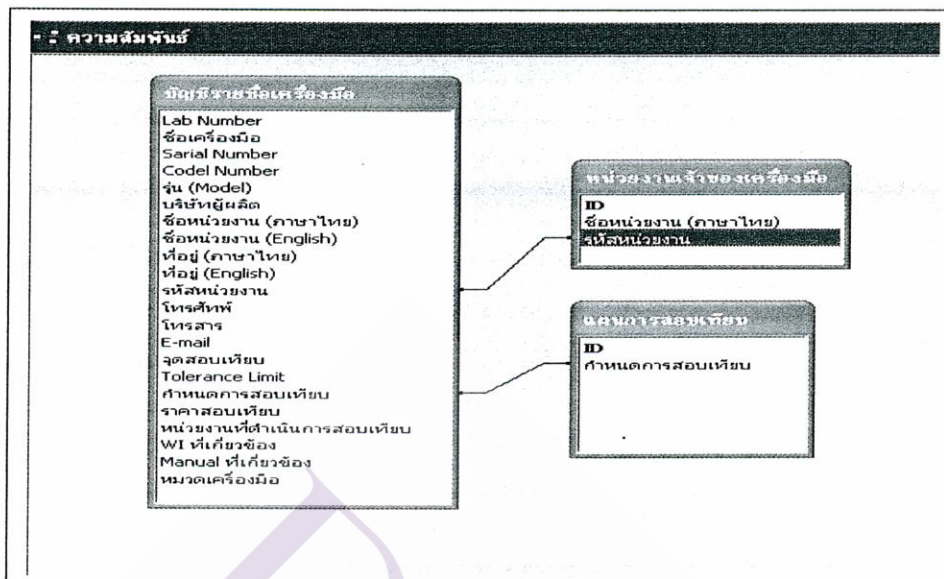 ความสัมพันธ์
บัญชีรายชื่อเครื่องมือ
Lab Number
ชื่อเครื่องมือ
Sarial Number
Codel Number
รุ่น (Model)
บริษัทผู้ผลิต
ชื่อหน่วยงาน (ภาษาไทย)
ชื่อหน่วยงาน (English)
ที่อยู่ (ภาษาไทย)
ที่อยู่ (English)
รหัสหน่วยงาน
โทรศัทพ์
โทรสาร
E-mail
จุดสอบเทียบ
Tolerance Limit
กำหนดการสอบเทียบ
ราคาสอบเทียบ
หน่วยงานที่ดำเนินการสอบเทียบ
WI ที่เกี่ยวข้อง
Manual ที่เกี่ยวข้อง
หมวดเครื่องมือ
หน่วยงานเจ้าของเครื่องมือ
ID
ชื่อหน่วยงาน (ภาษาไทย)
รหัสหน่วยงาน
แผนการสอบเทียบ
ID
กำหนดการสอบเทียบ